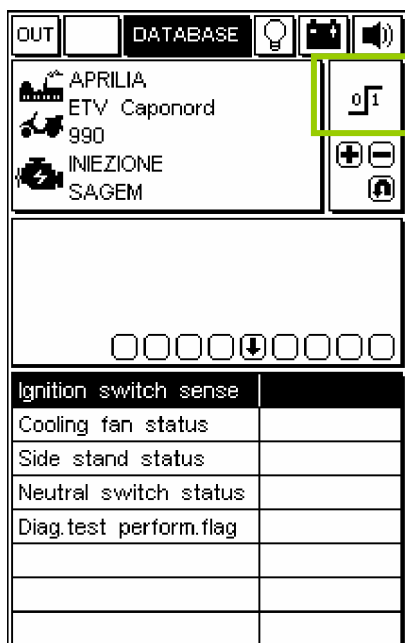 OUT DATABASE
APRILIA
ETV Caponord
990
INIEZIONE
SAGEM
0 1
Ignition switch sense
Cooling fan status
Side stand status
Neutral switch status
Diag.test perform.flag